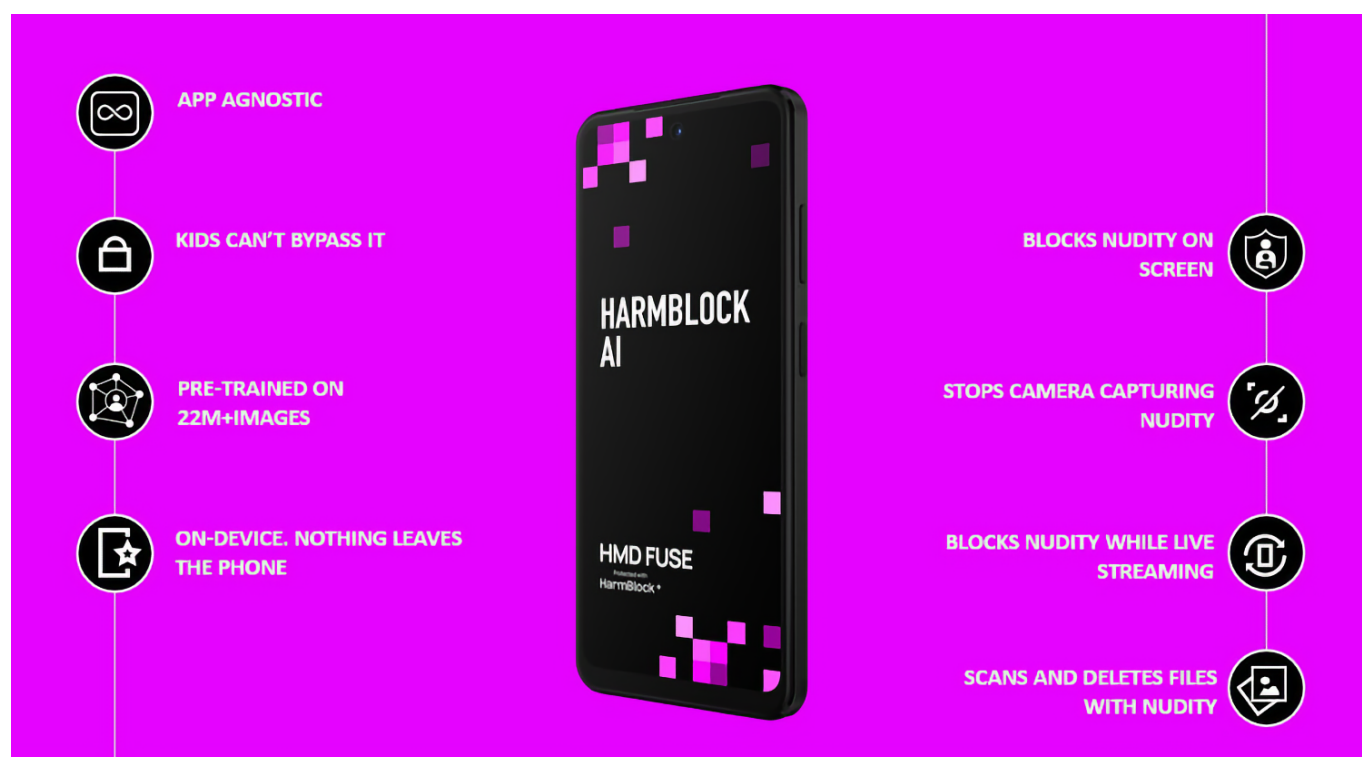 APP AGNOSTIC
KIDS CAN'T BYPASS IT
PRE-TRAINED ON
22M+IMAGES
ON-DEVICE. NOTHING LEAVES
THE PHONE
HARMBLOCK
AI
HMD FUSE
Protected with
HarmBlock+
BLOCKS NUDITY ON
SCREEN
STOPS CAMERA CAPTURING
NUDITY
BLOCKS NUDITY WHILE LIVE
STREAMING
SCANS AND DELETES FILES
WITH NUDITY